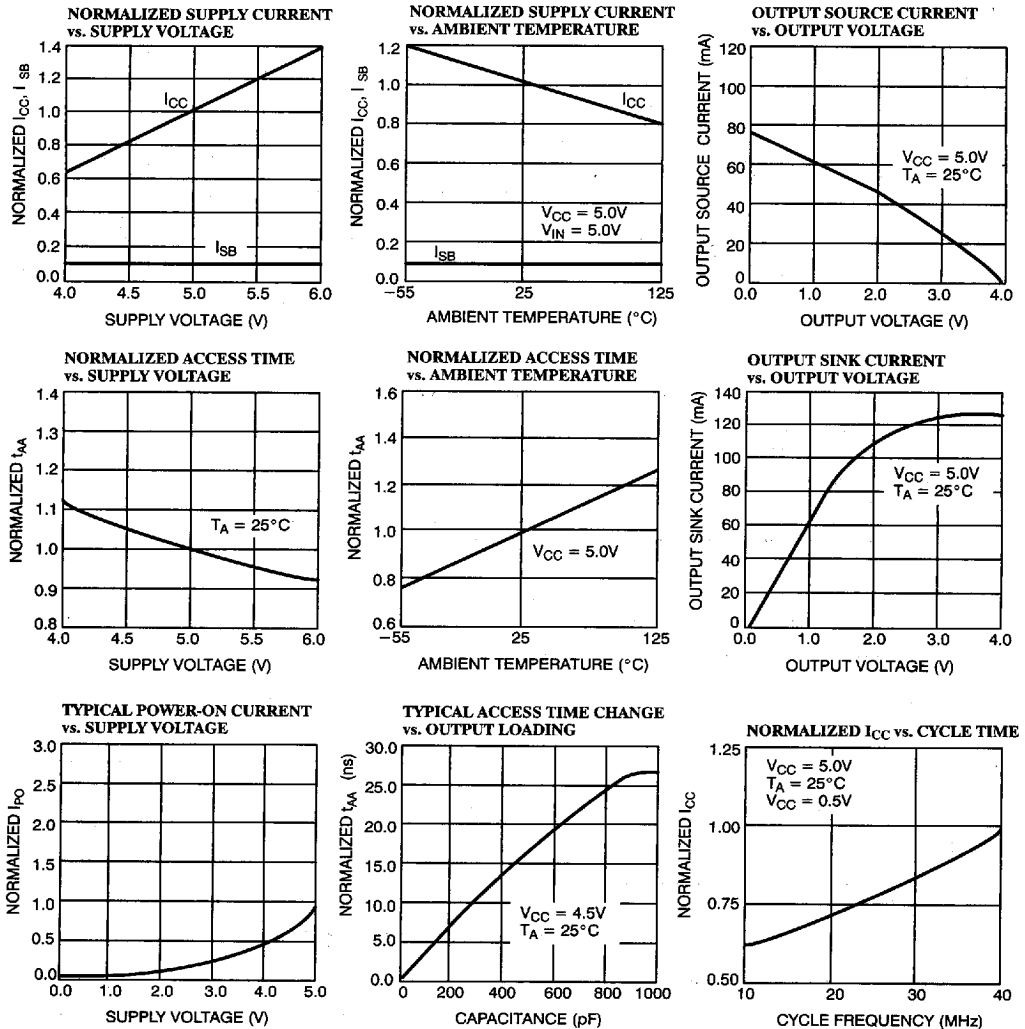 NORMALIZED SUPPLY CURRENT
vs. SUPPLY VOLTAGE
NORMALIZED ICC, ISB
1.4
1.2
1.0
0.8
0.6
0.4
0.2
0.0
ICC
ISB
4.0 4.5 5.0 5.5 6.0
SUPPLY VOLTAGE (V)
NORMALIZED SUPPLY CURRENT
vs. AMBIENT TEMPERATURE
NORMALIZED ICC, ISB
1.2
1.0
0.8
0.6
0.4
0.2
0.0
ICC
VCC = 5.0V
VIN = 5.0V
ISB
−55 25 125
AMBIENT TEMPERATURE (°C)
OUTPUT SOURCE CURRENT
vs. OUTPUT VOLTAGE
OUTPUT SOURCE CURRENT (mA)
120
100
80
60
40
20
0
VCC = 5.0V
TA = 25°C
0.0 1.0 2.0 3.0 4.0
OUTPUT VOLTAGE (V)
NORMALIZED ACCESS TIME
vs. SUPPLY VOLTAGE
NORMALIZED tAA
1.4
1.3
1.2
1.1
1.0
0.9
0.8
TA = 25°C
4.0 4.5 5.0 5.5 6.0
SUPPLY VOLTAGE (V)
NORMALIZED ACCESS TIME
vs. AMBIENT TEMPERATURE
NORMALIZED tAA
1.6
1.4
1.2
1.0
0.8
0.6
VCC = 5.0V
−55 25 125
AMBIENT TEMPERATURE (°C)
OUTPUT SINK CURRENT
vs. OUTPUT VOLTAGE
OUTPUT SINK CURRENT (mA)
140
120
100
80
60
40
20
0
VCC = 5.0V
TA = 25°C
0.0 1.0 2.0 3.0 4.0
OUTPUT VOLTAGE (V)
TYPICAL POWER-ON CURRENT
vs. SUPPLY VOLTAGE
NORMALIZED IPO
3.0
2.5
2.0
1.5
1.0
0.5
0.0
0.0 1.0 2.0 3.0 4.0 5.0
SUPPLY VOLTAGE (V)
TYPICAL ACCESS TIME CHANGE
vs. OUTPUT LOADING
NORMALIZED tAA (ns)
30.0
25.0
20.0
15.0
10.0
5.0
0.0
VCC = 4.5V
TA = 25°C
0 200 400 600 800 1000
CAPACITANCE (pF)
NORMALIZED ICC vs. CYCLE TIME
NORMALIZED ICC
1.25
1.00
0.75
0.50
VCC = 5.0V
TA = 25°C
VCC = 0.5V
10 20 30 40
CYCLE FREQUENCY (MHz)